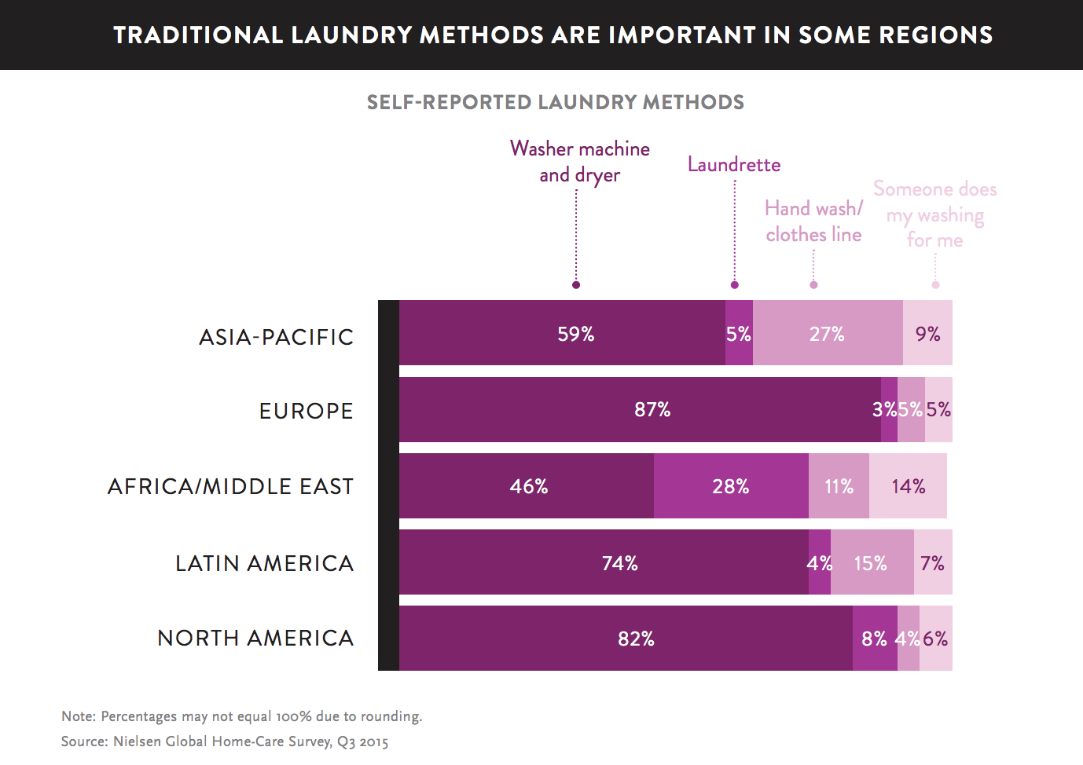 TRADITIONAL LAUNDRY METHODS ARE IMPORTANT IN SOME REGIONS
SELF-REPORTED LAUNDRY METHODS
Washer machine
and dryer
Laundrette
Hand wash/
clothes line
Someone does
my washing
for me
ASIA-PACIFIC 59% 5% 27% 9%
EUROPE 87% 3% 5% 5%
AFRICA/MIDDLE EAST 46% 28% 11% 14%
LATIN AMERICA 74% 4% 15% 7%
NORTH AMERICA 82% 8% 4% 6%
Note: Percentages may not equal 100% due to rounding.
Source: Nielsen Global Home-Care Survey, Q3 2015